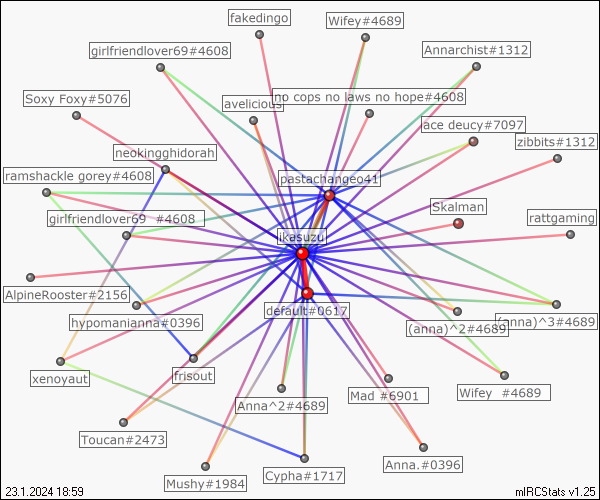 fakedingo
Wifey#4689
girlfriendlover69#4608
Annarchist#1312
Soxy Foxy#5076
avelicious
no cops no laws no hope#4608
ace deucy#7097
zibbits#1312
neokingghidorah
ramshackle gorey#4608
pastachangeo41
Skalman
rattgaming
girlfriendlover69 #4608
ikasuzu
AlpineRooster#2156
hypomanianna#0396
default#0617
(anna)^2#4689
(anna)^3#4689
xenoyaut
frisout
Anna^2#4689
Mad #6901
Wifey #4689
Toucan#2473
Mushy#1984
Cypha#1717
Anna.#0396
23.1.2024 18:59
mIRCStats v1.25